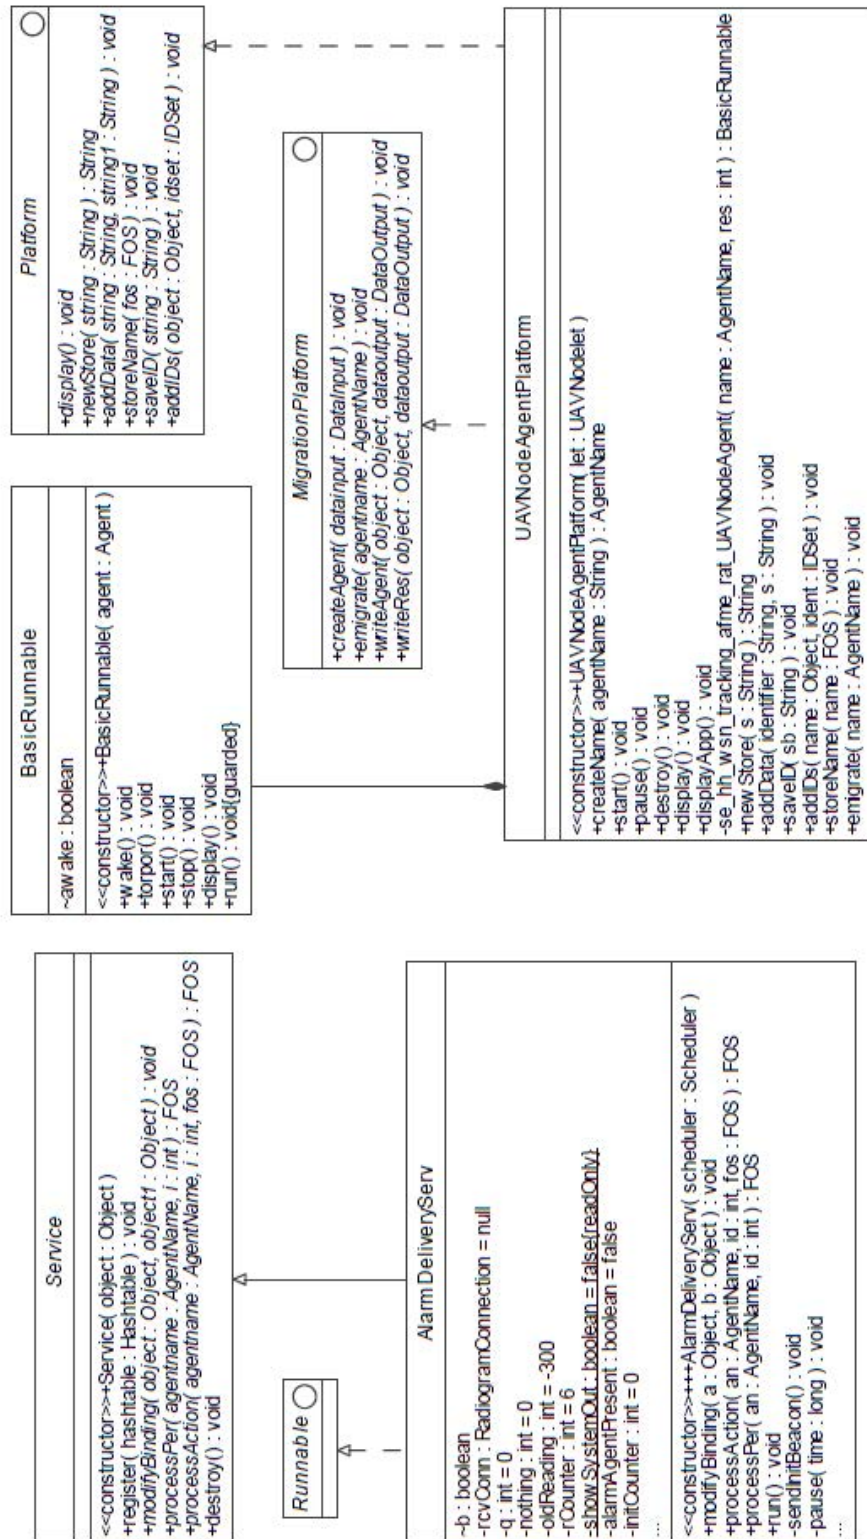 Service
<<constructor>>+Service( object : Object )
+register( hashtable : Hashtable ) : void
+modifyBinding( object : Object, object1 : Object ) : void
+processPer( agentname : AgentName, i : int ) : FOS
+processAction( agentname : AgentName, i : int, fos : FOS ) : FOS
+destroy() : void
Runnable
AlarmDeliveryServ
~b : boolean
-rcvConn : RadiogramConnection = null
-q : int = 0
-nothing : int = 0
-oldReading : int = -300
-rCounter : int = 6
-showSystemOut : boolean = false{readOnly}
-alarmAgentPresent : boolean = false
-initCounter : int = 0
...
<<constructor>>+++AlarmDeliveryServ( scheduler : Scheduler )
+modifyBinding( a : Object, b : Object ) : void
+processAction( an : AgentName, id : int, fos : FOS ) : FOS
+processPer( an : AgentName, id : int ) : FOS
+run() : void
-sendInitBeacon() : void
-pause( time : long ) : void
...
BasicRunnable
~awake : boolean
<<constructor>>+BasicRunnable( agent : Agent )
+wake() : void
+torpor() : void
+start() : void
+stop() : void
+display() : void
+run() : void{guarded}
Platform
+display() : void
+newStore( string : String ) : String
+addData( string : String, string1 : String ) : void
+storeName( fos : FOS ) : void
+saveID( string : String ) : void
+addIDs( object : Object, idset : IDSet ) : void
MigrationPlatform
+createAgent( datainput : DataInput ) : void
+emigrate( agentname : AgentName ) : void
+writeAgent( object : Object, dataoutput : DataOutput ) : void
+writeRes( object : Object, dataoutput : DataOutput ) : void
UAVNodeAgentPlatform
<<constructor>>+UAVNodeAgentPlatform( let : UAVNodelet )
+createName( agentName : String ) : AgentName
+start() : void
+pause() : void
+destroy() : void
+display() : void
+displayApp() : void
-se_hh_wsn_tracking_afme_rat_UAVNodeAgent( name : AgentName, res : int ) : BasicRunnable
+newStore( s : String ) : String
+addData( identifier : String, s : String ) : void
+saveID( sb : String ) : void
+addIDs( name : Object, ident : IDSet ) : void
+storeName( name : FOS ) : void
+emigrate( name : AgentName ) : void